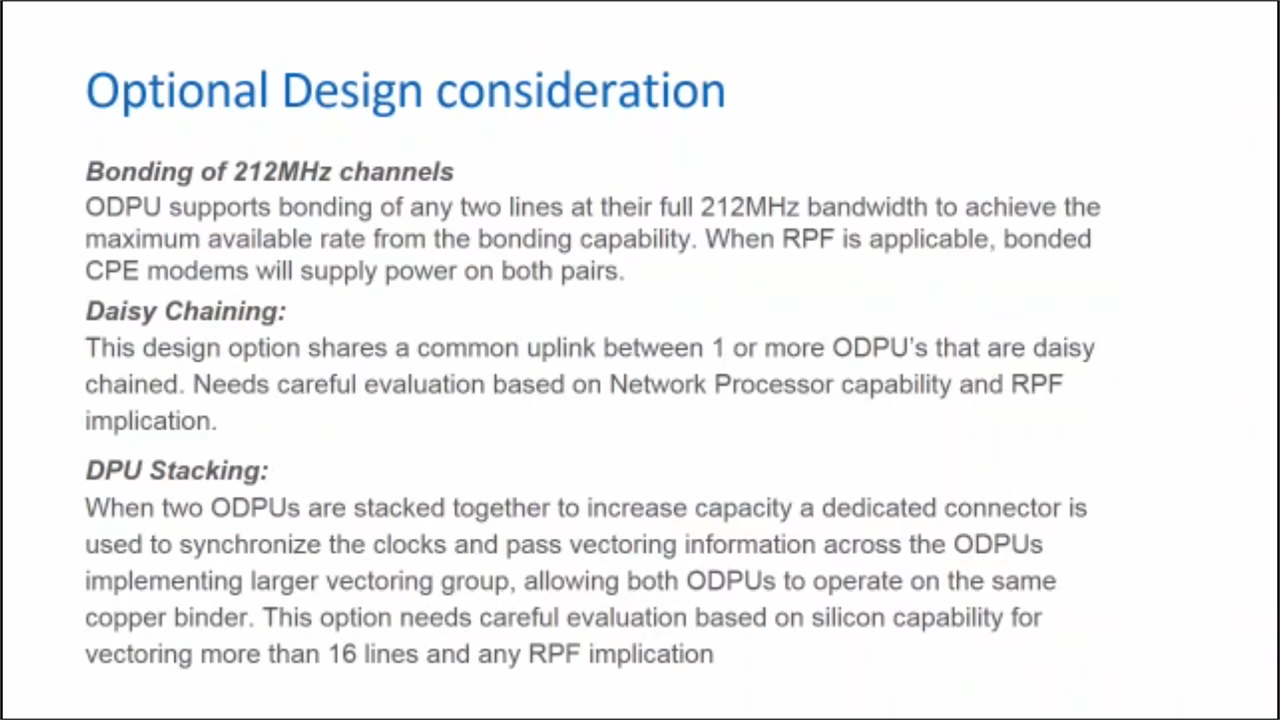 Optional Design consideration
Bonding of 212MHz channels
ODPU supports bonding of any two lines at their full 212MHz bandwidth to achieve the
maximum available rate from the bonding capability. When RPF is applicable, bonded
CPE modems will supply power on both pairs.
Daisy Chaining:
This design option shares a common uplink between 1 or more ODPU's that are daisy
chained. Needs careful evaluation based on Network Processor capability and RPF
implication.
DPU Stacking:
When two ODPUs are stacked together to increase capacity a dedicated connector is
used to synchronize the clocks and pass vectoring information across the ODPUs
implementing larger vectoring group, allowing both ODPUs to operate on the same
copper binder. This option needs careful evaluation based on silicon capability for
vectoring more than 16 lines and any RPF implication